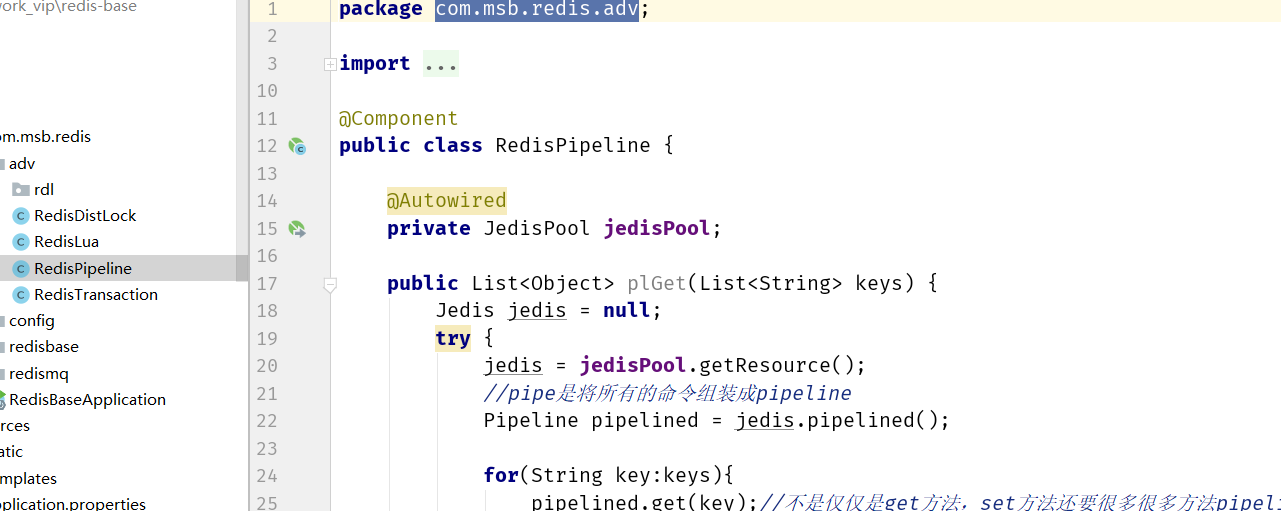 work_vip\redis-base
om.msb.redis
adv
rdl
RedisDistLock
RedisLua
RedisPipeline
RedisTransaction
config
redisbase
redismq
RedisBaseApplication
rces
atic
mplates
pplication.properties
1 package com.msb.redis.adv;
2
3 import ...
10
11 @Component
12 public class RedisPipeline {
13
14 @Autowired
15 private JedisPool jedisPool;
16
17 public List<Object> plGet(List<String> keys) {
18 Jedis jedis = null;
19 try {
20 jedis = jedisPool.getResource();
21 //pipe是将所有的命令组装成pipeline
22 Pipeline pipelined = jedis.pipelined();
23
24 for(String key:keys){
25 pipelined.get(key);//不是仅仅是get方法，set方法还要很多很多方法pipeli